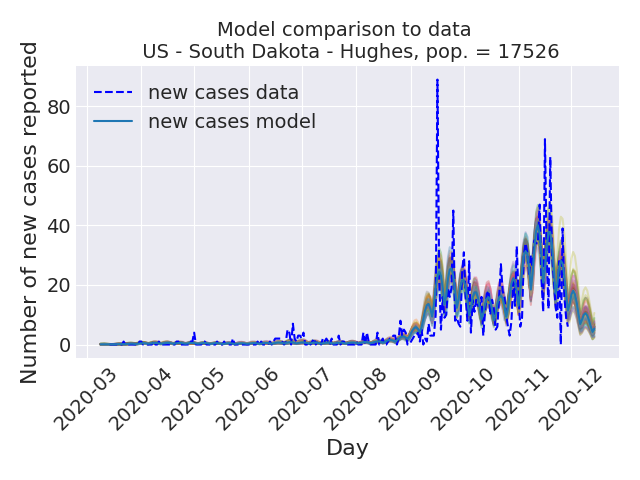 Model comparison to data
US - South Dakota - Hughes, pop. = 17526
Number of new cases reported
80
60
40
20
0
new cases data
new cases model
2020-03
2020-04
2020-05
2020-06
2020-07
2020-08
2020-09
2020-10
2020-11
2020-12
Day